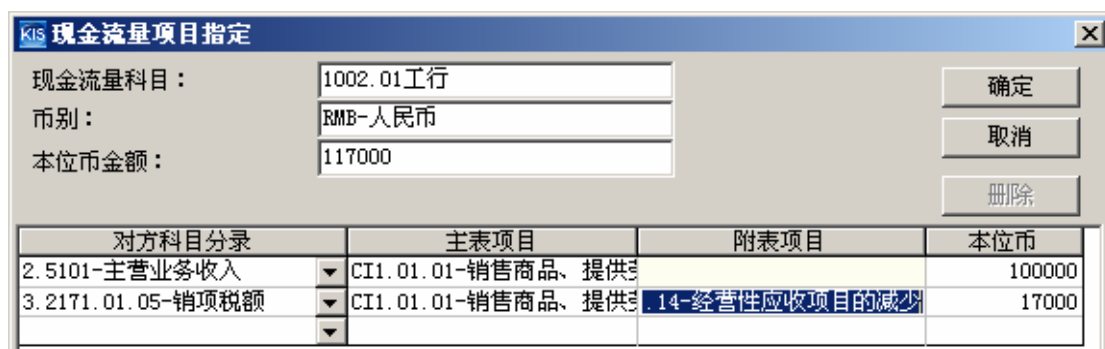 KIS 现金流量项目指定
现金流量科目： 1002.01工行 确定
币别： RMB-人民币
取消
本位币金额： 117000
删除
对方科目分录 主表项目 附表项目 本位币
2.5101-主营业务收入 CI1.01.01-销售商品、提供 100000
3.2171.01.05-销项税额 CI1.01.01-销售商品、提供 .14-经营性应收项目的减少 17000